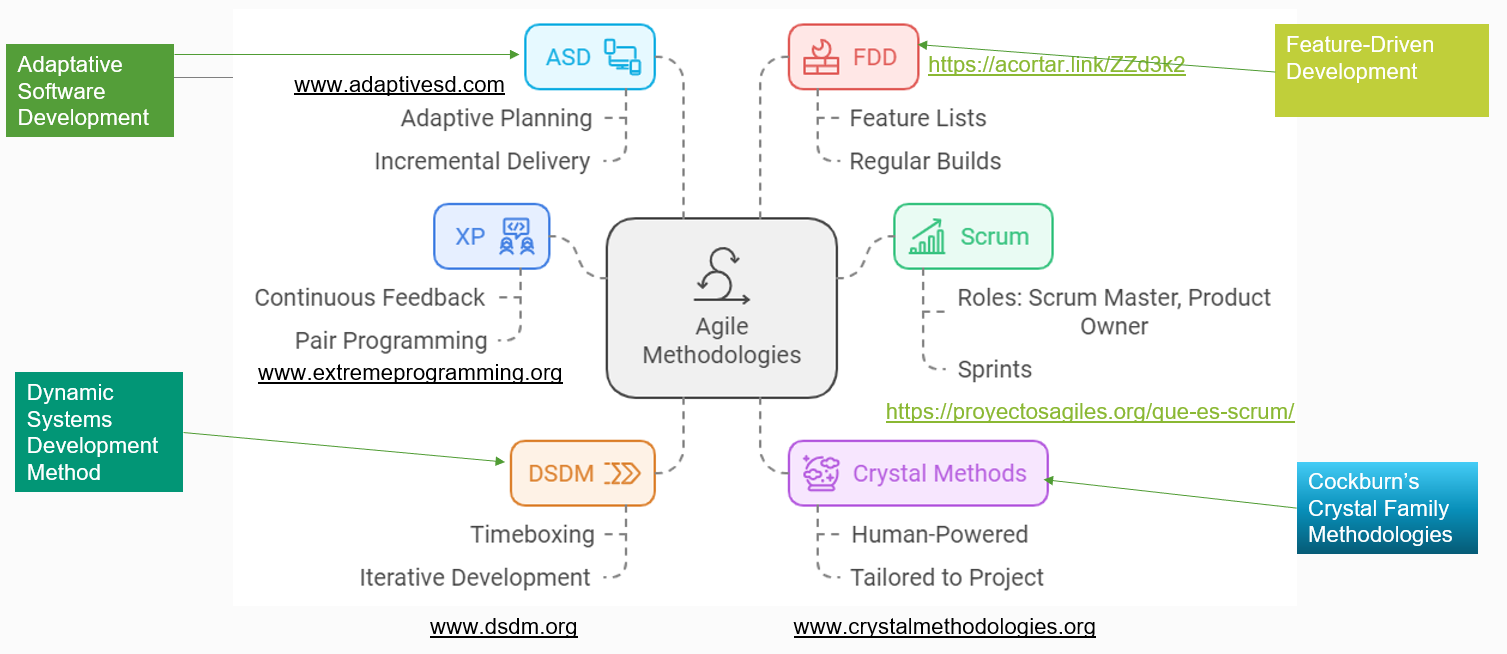 Adaptative
Software
Development
ASD
www.adaptivesd.com
Adaptive Planning
Incremental Delivery
FDD
https://acortar.link/ZZd3k2
Feature-Driven
Development
Feature Lists
Regular Builds
XP
Continuous Feedback
Pair Programming
www.extremeprogramming.org
Agile
Methodologies
Scrum
Roles: Scrum Master, Product
Owner
Sprints
https://proyectosagiles.org/que-es-scrum/
Dynamic
Systems
Development
Method
DSDM
Timeboxing
Iterative Development
www.dsdm.org
Crystal Methods
Human-Powered
Tailored to Project
www.crystalmethodologies.org
Cockburn’s
Crystal Family
Methodologies